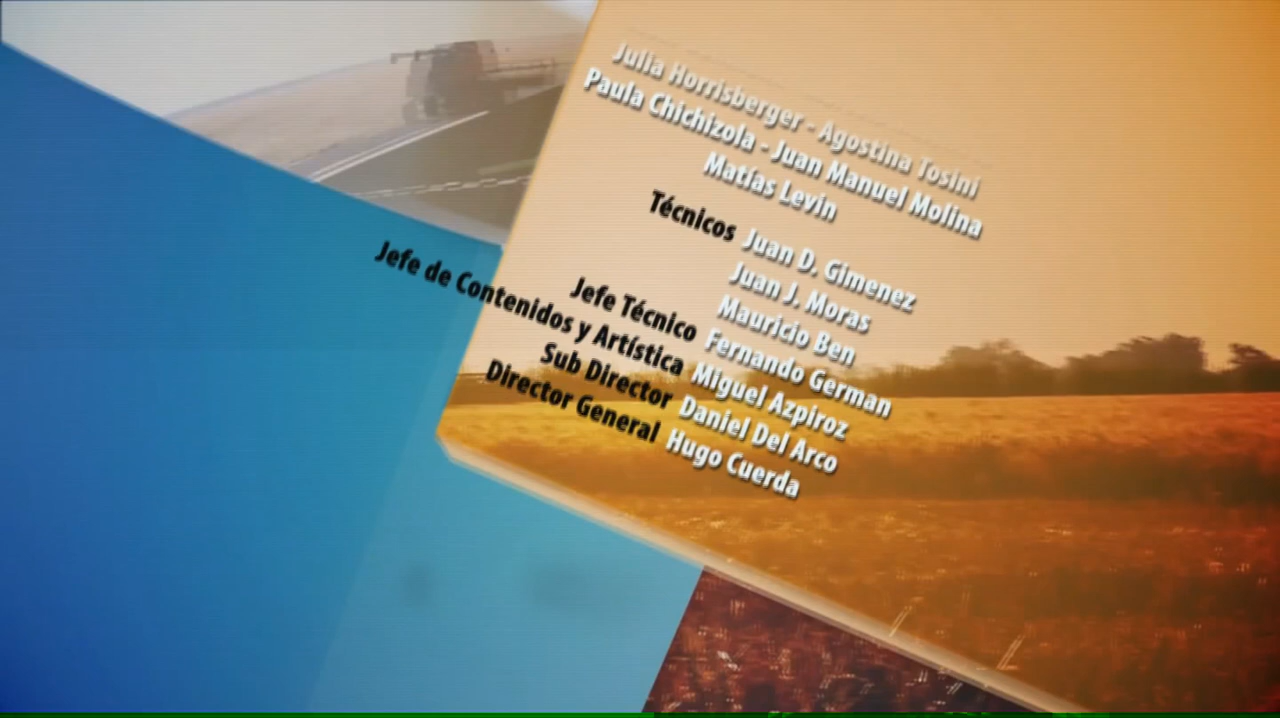 Julia Horrisberger - Agostina Tosini
Paula Chichizola - Juan Manuel Molina
Matías Levin
Técnicos Juan D. Gimenez
Juan J. Moras
Mauricio Ben
Jefe Técnico Fernando German
Jefe de Contenidos y Artística Miguel Azpiroz
Sub Director Daniel Del Arco
Director General Hugo Cuerda